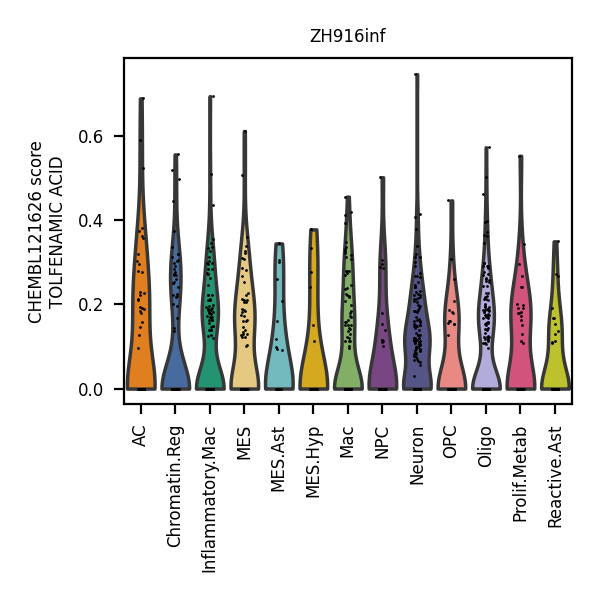 ZH916inf
CHEMBL121626 score
TOLFENAMIC ACID
0.6
0.4
0.2
0.0
AC
Chromatin.Reg
Inflammatory.Mac
MES
MES.Ast
MES.Hyp
Mac
NPC
Neuron
OPC
Oligo
Prolif.Metab
Reactive.Ast